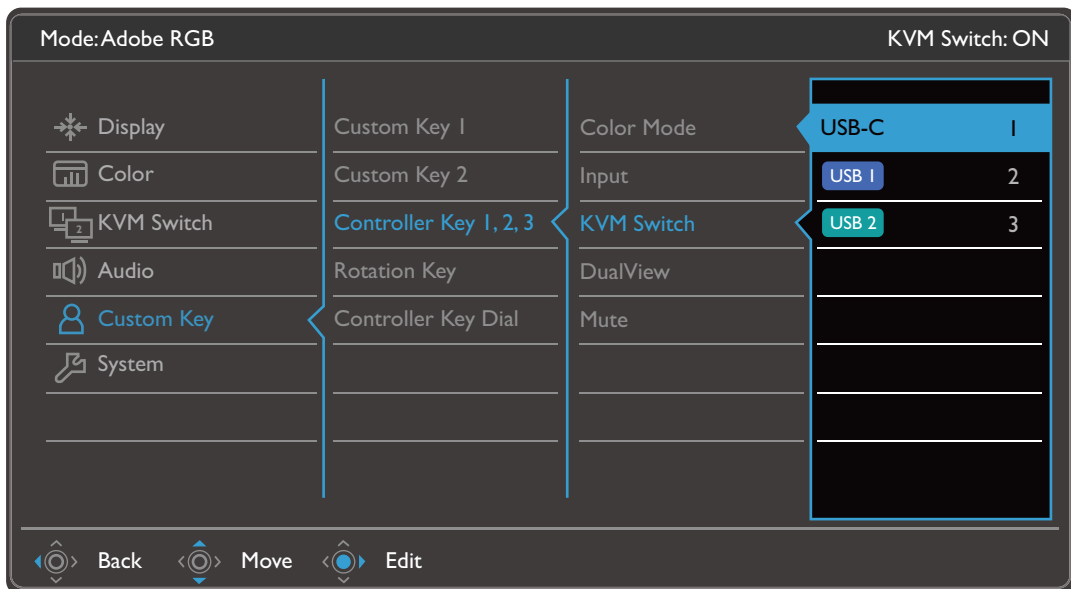 Mode: Adobe RGB
KVM Switch: ON
Display
Color
1
2
KVM Switch
Audio
Custom Key
System
Custom Key 1
Custom Key 2
Controller Key 1, 2, 3
Rotation Key
Controller Key Dial
Color Mode
Input
KVM Switch
DualView
Mute
USB-C 1
USB 1 2
USB 2 3
Back Move Edit